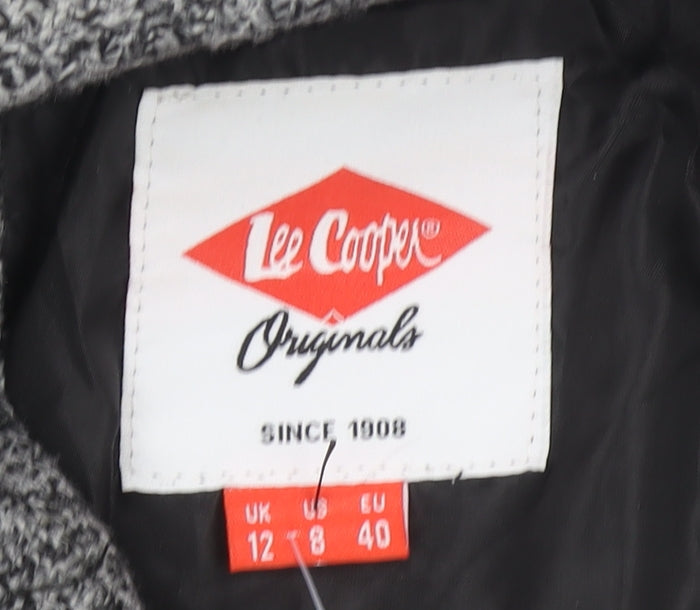 Lee Cooper®
Originals
SINCE 1908
UK US EU
12 8 40